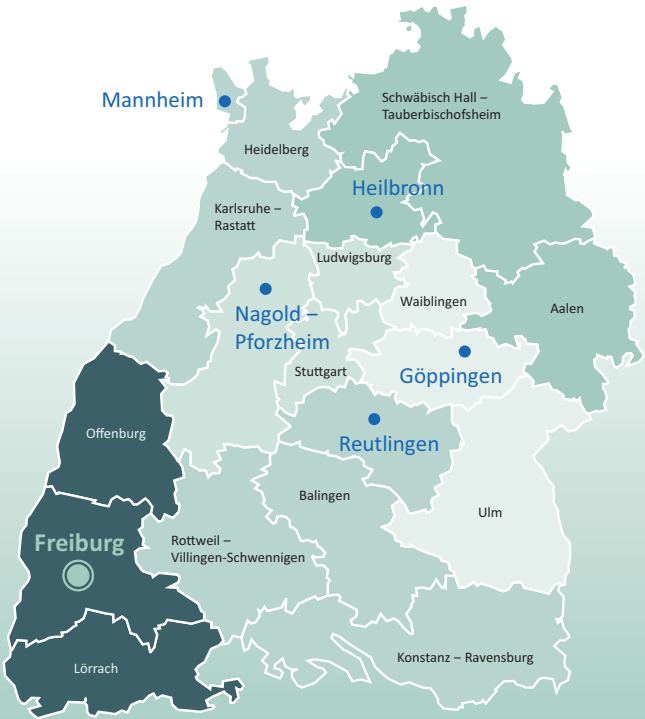 Mannheim
Schwäbisch Hall –
Tauberbischofsheim
Heidelberg
Heilbronn
Karlsruhe –
Rastatt
Ludwigsburg
Waiblingen
Aalen
Nagold –
Pforzheim
Stuttgart
Göppingen
Offenburg
Reutlingen
Balingen
Ulm
Freiburg
Rottweil –
Villingen-Schwennigen
Konstanz – Ravensburg
Lörrach